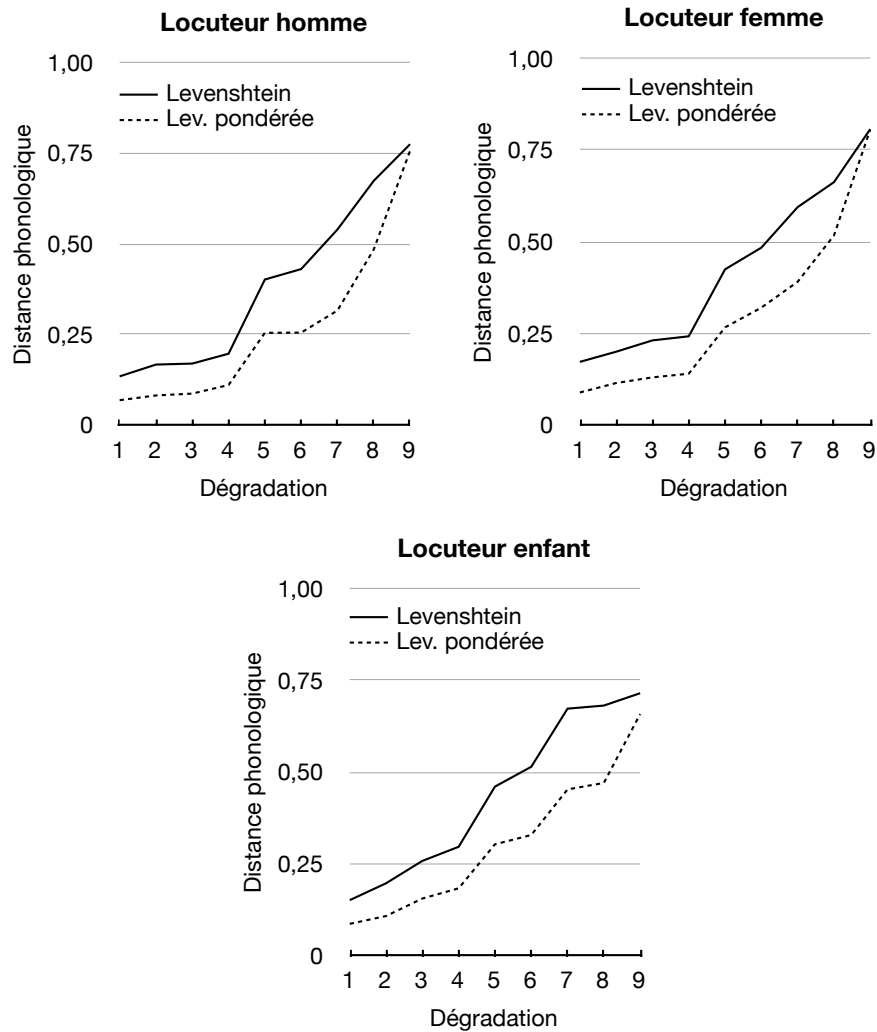 Locuteur homme
1,00
Levenshtein
Lev. pondérée
0,75
0,50
0,25
0
1 2 3 4 5 6 7 8 9
Distance phonologique
Dégradation
Locuteur femme
1,00
Levenshtein
Lev. pondérée
0,75
0,50
0,25
0
1 2 3 4 5 6 7 8 9
Distance phonologique
Dégradation
Locuteur enfant
1,00
Levenshtein
Lev. pondérée
0,75
0,50
0,25
0
1 2 3 4 5 6 7 8 9
Distance phonologique
Dégradation